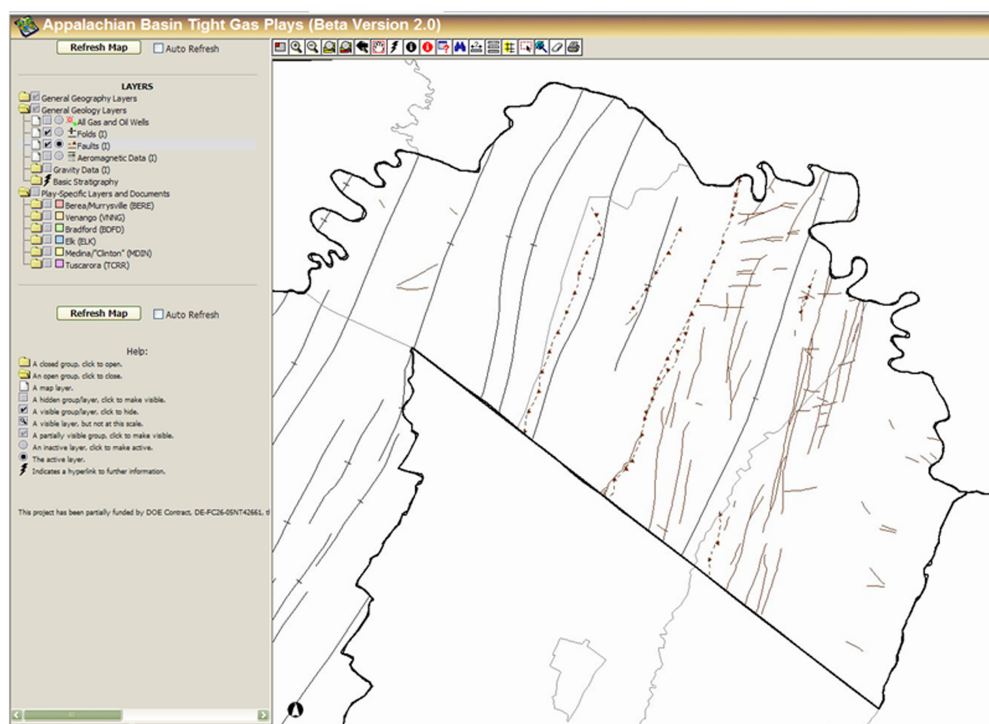 Appalachian Basin Tight Gas Plays (Beta Version 2.0)
Refresh Map Auto Refresh
LAYERS
General Geography Layers
General Geology Layers
All Gas and Oil Wells
Folds (I)
Faults (I)
Aeromagnetic Data (I)
Gravity Data (I)
Basic Stratigraphy
Play-Specific Layers and Documents
Berea/Murrysville (BERE)
Venango (VNNG)
Bradford (BDFD)
Elk (ELK)
Medina/"Clinton" (MDIN)
Tuscarora (TCRR)
Refresh Map Auto Refresh
Help:
A closed group, click to open.
An open group, click to close.
A map layer.
A hidden group/layer, click to make visible.
A visible group/layer, click to hide.
A visible layer, but not at this scale.
A partially visible group, click to make visible.
An inactive layer, click to make active.
The active layer.
Indicates a hyperlink to further information.
This project has been partially funded by DOE Contract, DE-FC26-05NT42661, t